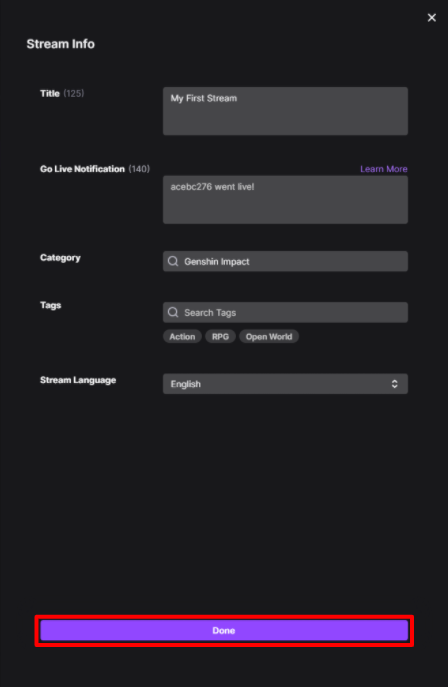 Stream Info
Title (125)
My First Stream
Go Live Notification (140)
Learn More
acebc276 went live!
Category
Genshin Impact
Tags
Search Tags
Action RPG Open World
Stream Language
English
Done